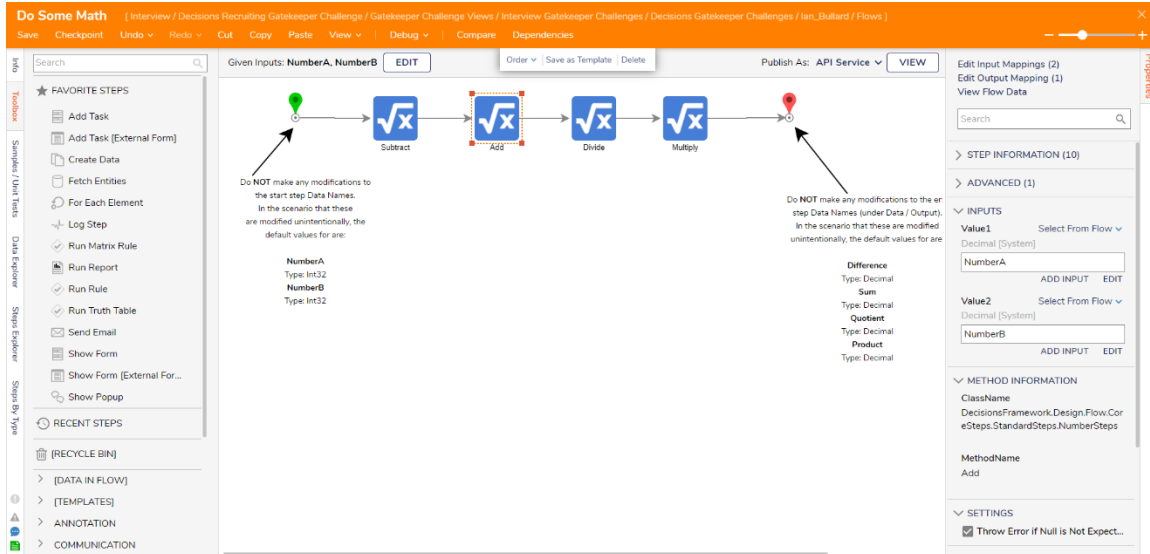 Do Some Math [ Interview / Decisions Recruiting Gatekeeper Challenge / Gatekeeper Challenge Views / Interview Gatekeeper Challenges / Decisions Gatekeeper Challenges / Ian_Bullard / Flows ]
Save Checkpoint Undo Redo Cut Copy Paste View Debug Compare Dependencies
Info
Toolbox
Samples / Unit Tests
Data Explorer
Steps Explorer
Steps By Type
Search
FAVORITE STEPS
Add Task
Add Task [External Form]
Create Data
Fetch Entities
For Each Element
Log Step
Run Matrix Rule
Run Report
Run Rule
Run Truth Table
Send Email
Show Form
Show Form [External For...
Show Popup
RECENT STEPS
[RECYCLE BIN]
[DATA IN FLOW]
[TEMPLATES]
ANNOTATION
COMMUNICATION
Given Inputs: NumberA, NumberB EDIT
Order Save as Template Delete
Publish As: API Service VIEW
Subtract
Add
Divide
Multiply
Do NOT make any modifications to
the start step Data Names.
In the scenario that these
are modified unintentionally, the
default values for are:
NumberA
Type: Int32
NumberB
Type: Int32
Do NOT make any modifications to the er
step Data Names (under Data / Output).
In the scenario that these are modified
unintentionally, the default values for are
Difference
Type: Decimal
Sum
Type: Decimal
Quotient
Type: Decimal
Product
Type: Decimal
Properties
Edit Input Mappings (2)
Edit Output Mapping (1)
View Flow Data
Search
STEP INFORMATION (10)
ADVANCED (1)
INPUTS
Value1 Select From Flow
Decimal [System]
NumberA
ADD INPUT EDIT
Value2 Select From Flow
Decimal [System]
NumberB
ADD INPUT EDIT
METHOD INFORMATION
ClassName
DecisionsFramework.Design.Flow.Cor
eSteps.StandardSteps.NumberSteps
MethodName
Add
SETTINGS
Throw Error if Null is Not Expect...